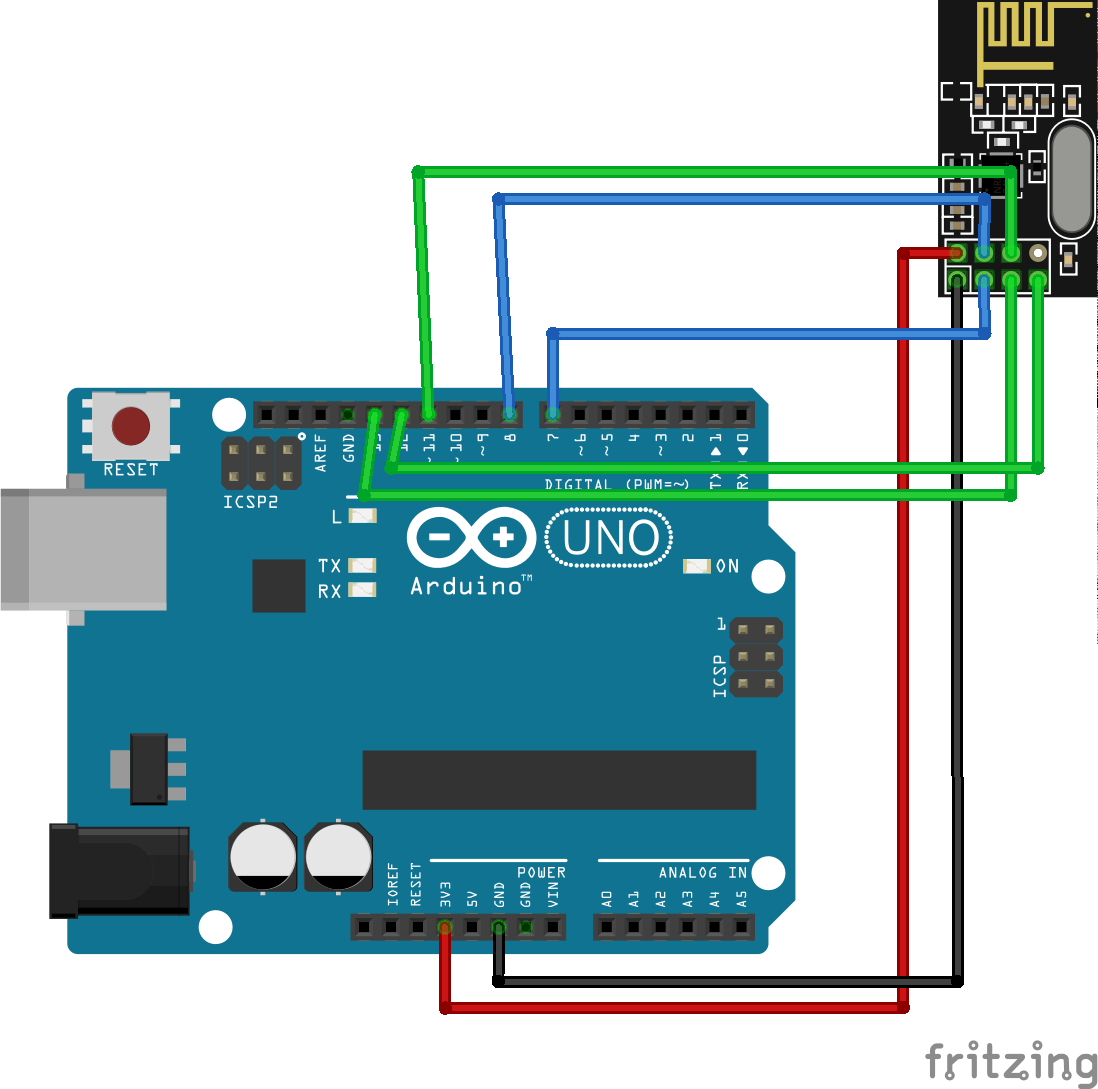 RESET
ICSP2
AREF
GND
13
12
~11
~10
~9
8
7
~6
~5
4
~3
2
TX▶1
RX◀0
DIGITAL (PWM=~)
L
TX
RX
UNO
Arduino™
ON
1
ICSP
IOREF
RESET
3V3
5V
GND
GND
VIN
POWER
ANALOG IN
A0
A1
A2
A3
A4
A5
fritzing